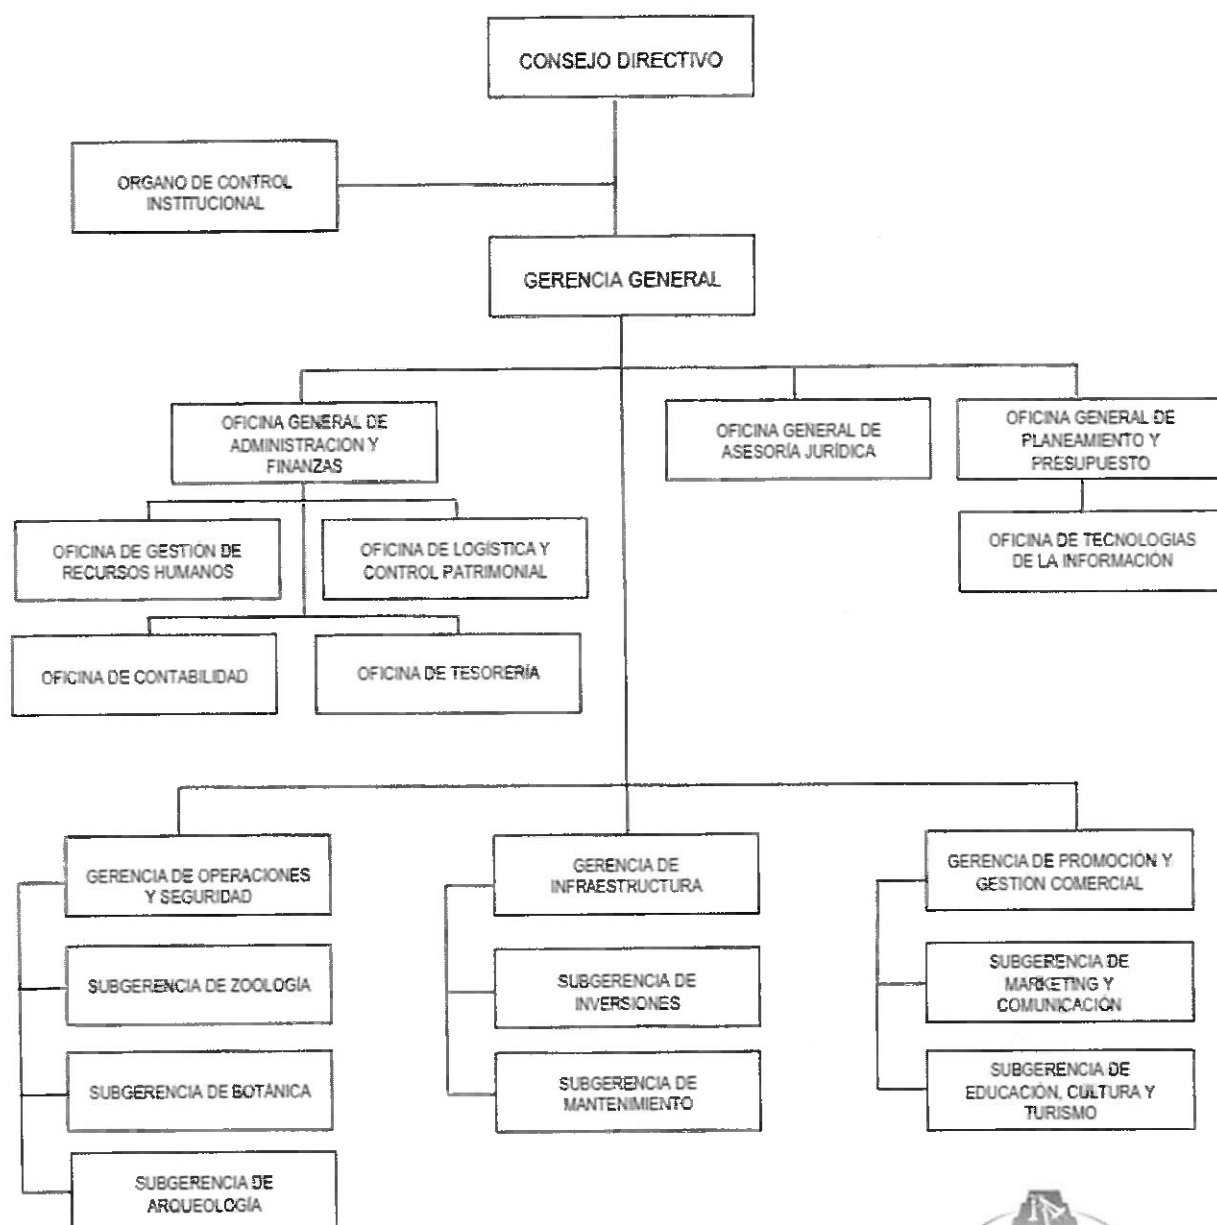 CONSEJO DIRECTIVO
ORGANO DE CONTROL
INSTITUCIONAL
GERENCIA GENERAL
OFICINA GENERAL DE
ADMINISTRACION Y
FINANZAS
OFICINA GENERAL DE
ASESORÍA JURÍDICA
OFICINA GENERAL DE
PLANEAMIENTO Y
PRESUPUESTO
OFICINA DE GESTIÓN DE
RECURSOS HUMANOS
OFICINA DE LOGÍSTICA Y
CONTROL PATRIMONIAL
OFICINA DE TECNOLOGIAS
DE LA INFORMACIÓN
OFICINA DE CONTABILIDAD
OFICINA DE TESORERÍA
GERENCIA DE OPERACIONES
Y SEGURIDAD
GERENCIA DE
INFRAESTRUCTURA
GERENCIA DE PROMOCIÓN Y
GESTIÓN COMERCIAL
SUBGERENCIA DE ZOOLOGÍA
SUBGERENCIA DE
INVERSIONES
SUBGERENCIA DE
MARKETING Y
COMUNICACIÓN
SUBGERENCIA DE BOTÁNICA
SUBGERENCIA DE
MANTENIMIENTO
SUBGERENCIA DE
EDUCACIÓN, CULTURA Y
TURISMO
SUBGERENCIA DE
ARQUEOLOGÍA